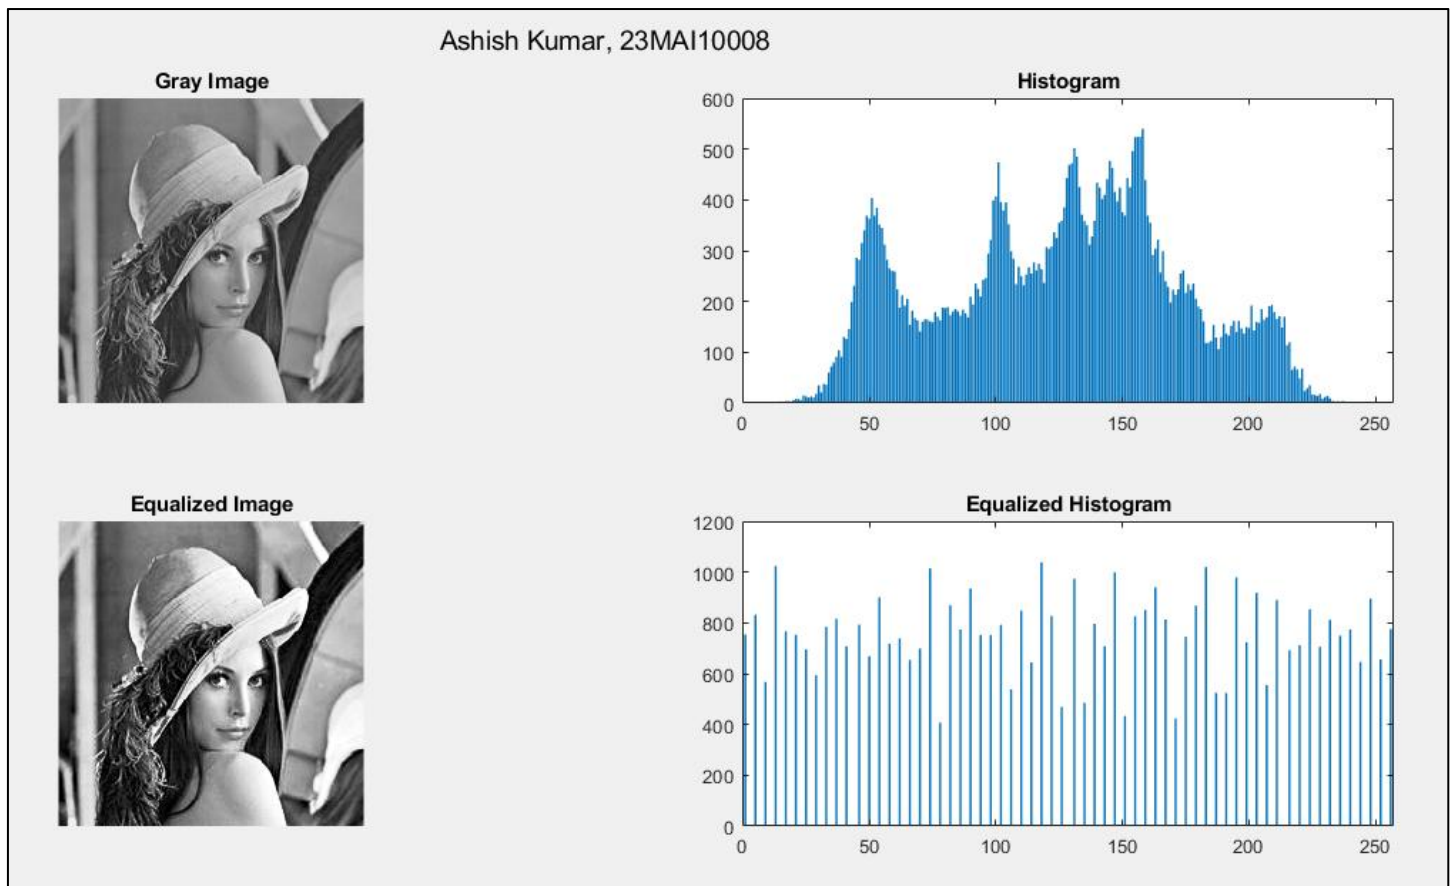 Ashish Kumar, 23MAI10008
Gray Image
Histogram
600
500
400
300
200
100
0
0 50 100 150 200 250
Equalized Image
Equalized Histogram
1200
1000
800
600
400
200
0
0 50 100 150 200 250